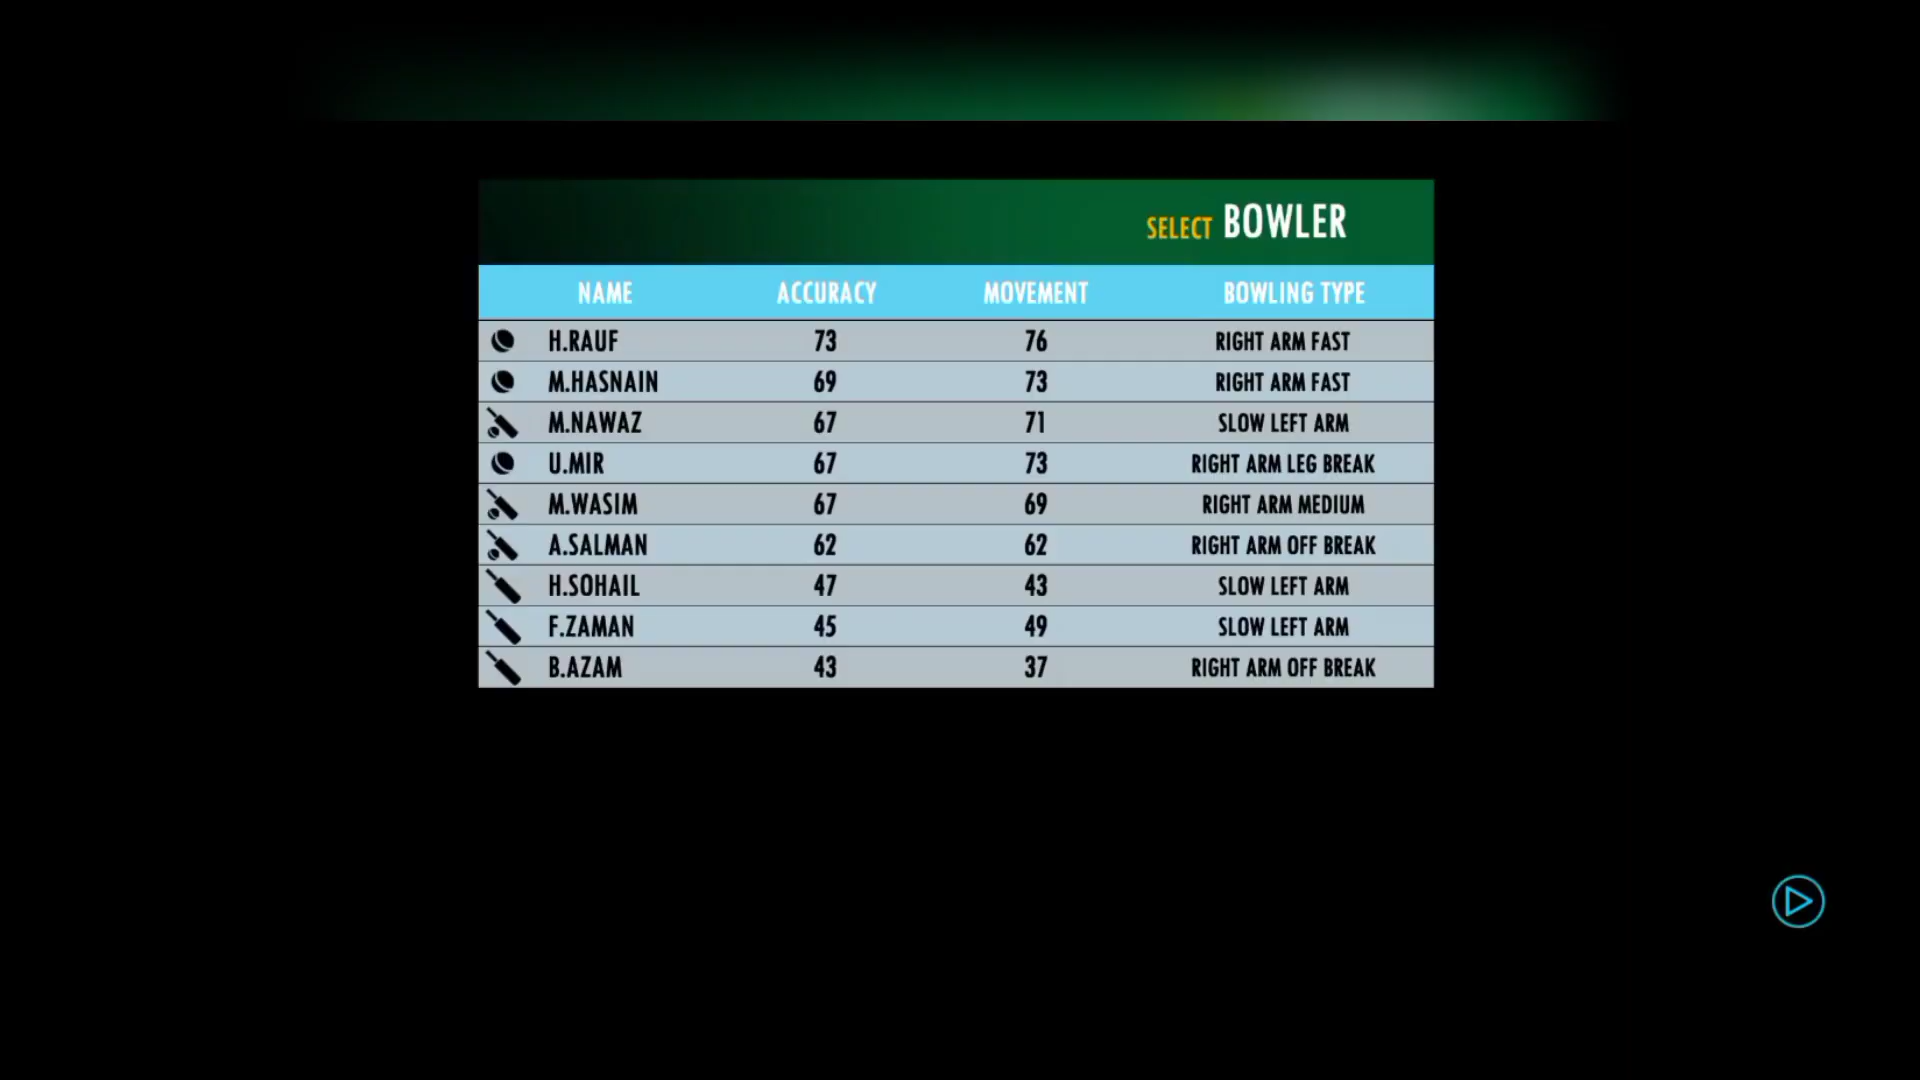 SELECT BOWLER
NAME ACCURACY MOVEMENT BOWLING TYPE
H.RAUF 73 76 RIGHT ARM FAST
M.HASNAIN 69 73 RIGHT ARM FAST
M.NAWAZ 67 71 SLOW LEFT ARM
U.MIR 67 73 RIGHT ARM LEG BREAK
M.WASIM 67 69 RIGHT ARM MEDIUM
A.SALMAN 62 62 RIGHT ARM OFF BREAK
H.SOHAIL 47 43 SLOW LEFT ARM
F.ZAMAN 45 49 SLOW LEFT ARM
B.AZAM 43 37 RIGHT ARM OFF BREAK